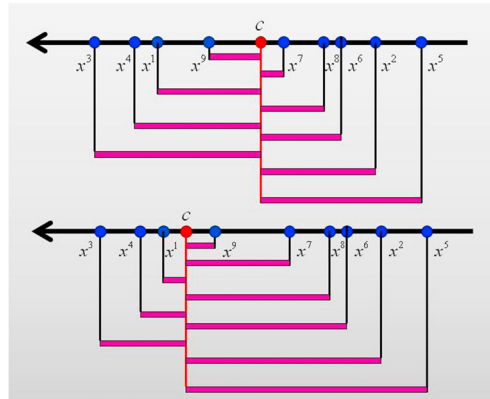 c
x³ x⁴ x¹ x⁹ x⁷ x⁸ x⁶ x² x⁵
c
x³ x⁴ x¹ x⁹ x⁷ x⁸ x⁶ x² x⁵